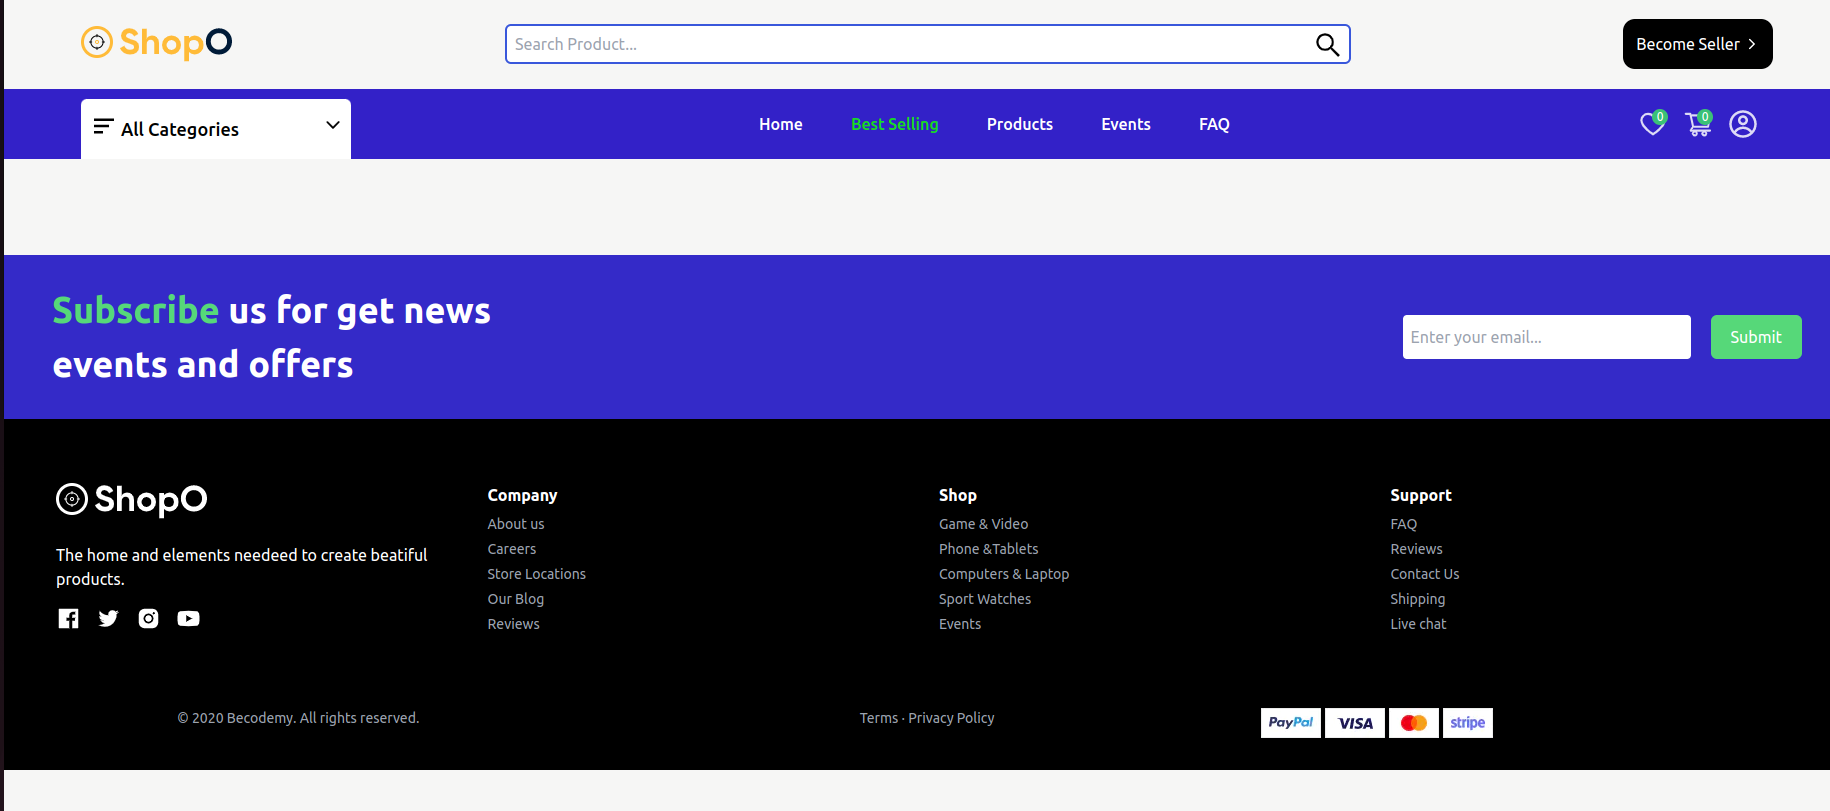 ShopO
Search Product...
Become Seller
All Categories
Home
Best Selling
Products
Events
FAQ
0
0
Subscribe us for get news
events and offers
Enter your email...
Submit
ShopO
The home and elements needeed to create beatiful
products.
Company
About us
Careers
Store Locations
Our Blog
Reviews
Shop
Game & Video
Phone &Tablets
Computers & Laptop
Sport Watches
Events
Support
FAQ
Reviews
Contact Us
Shipping
Live chat
© 2020 Becodemy. All rights reserved.
Terms · Privacy Policy
PayPal
VISA
stripe